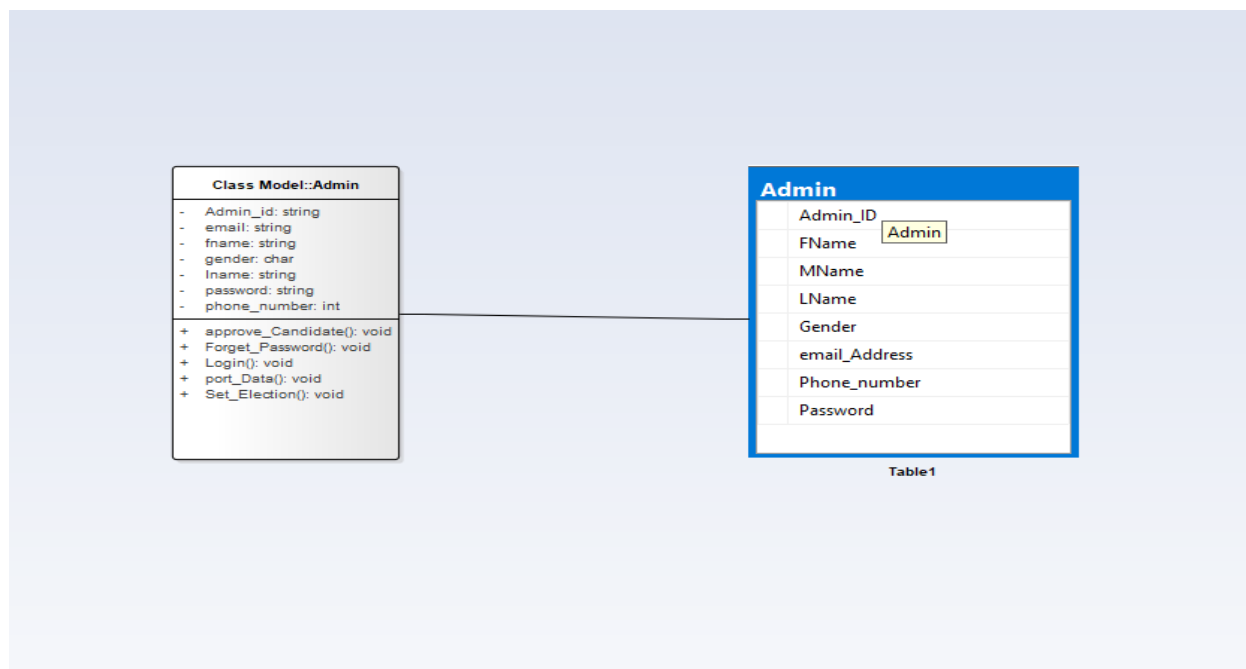 Class Model::Admin
- Admin_id: string
- email: string
- fname: string
- gender: char
- lname: string
- password: string
- phone_number: int
+ approve_Candidate(): void
+ Forget_Password(): void
+ Login(): void
+ port_Data(): void
+ Set_Election(): void
Admin
Admin_ID
Admin
FName
MName
LName
Gender
email_Address
Phone_number
Password
Table1